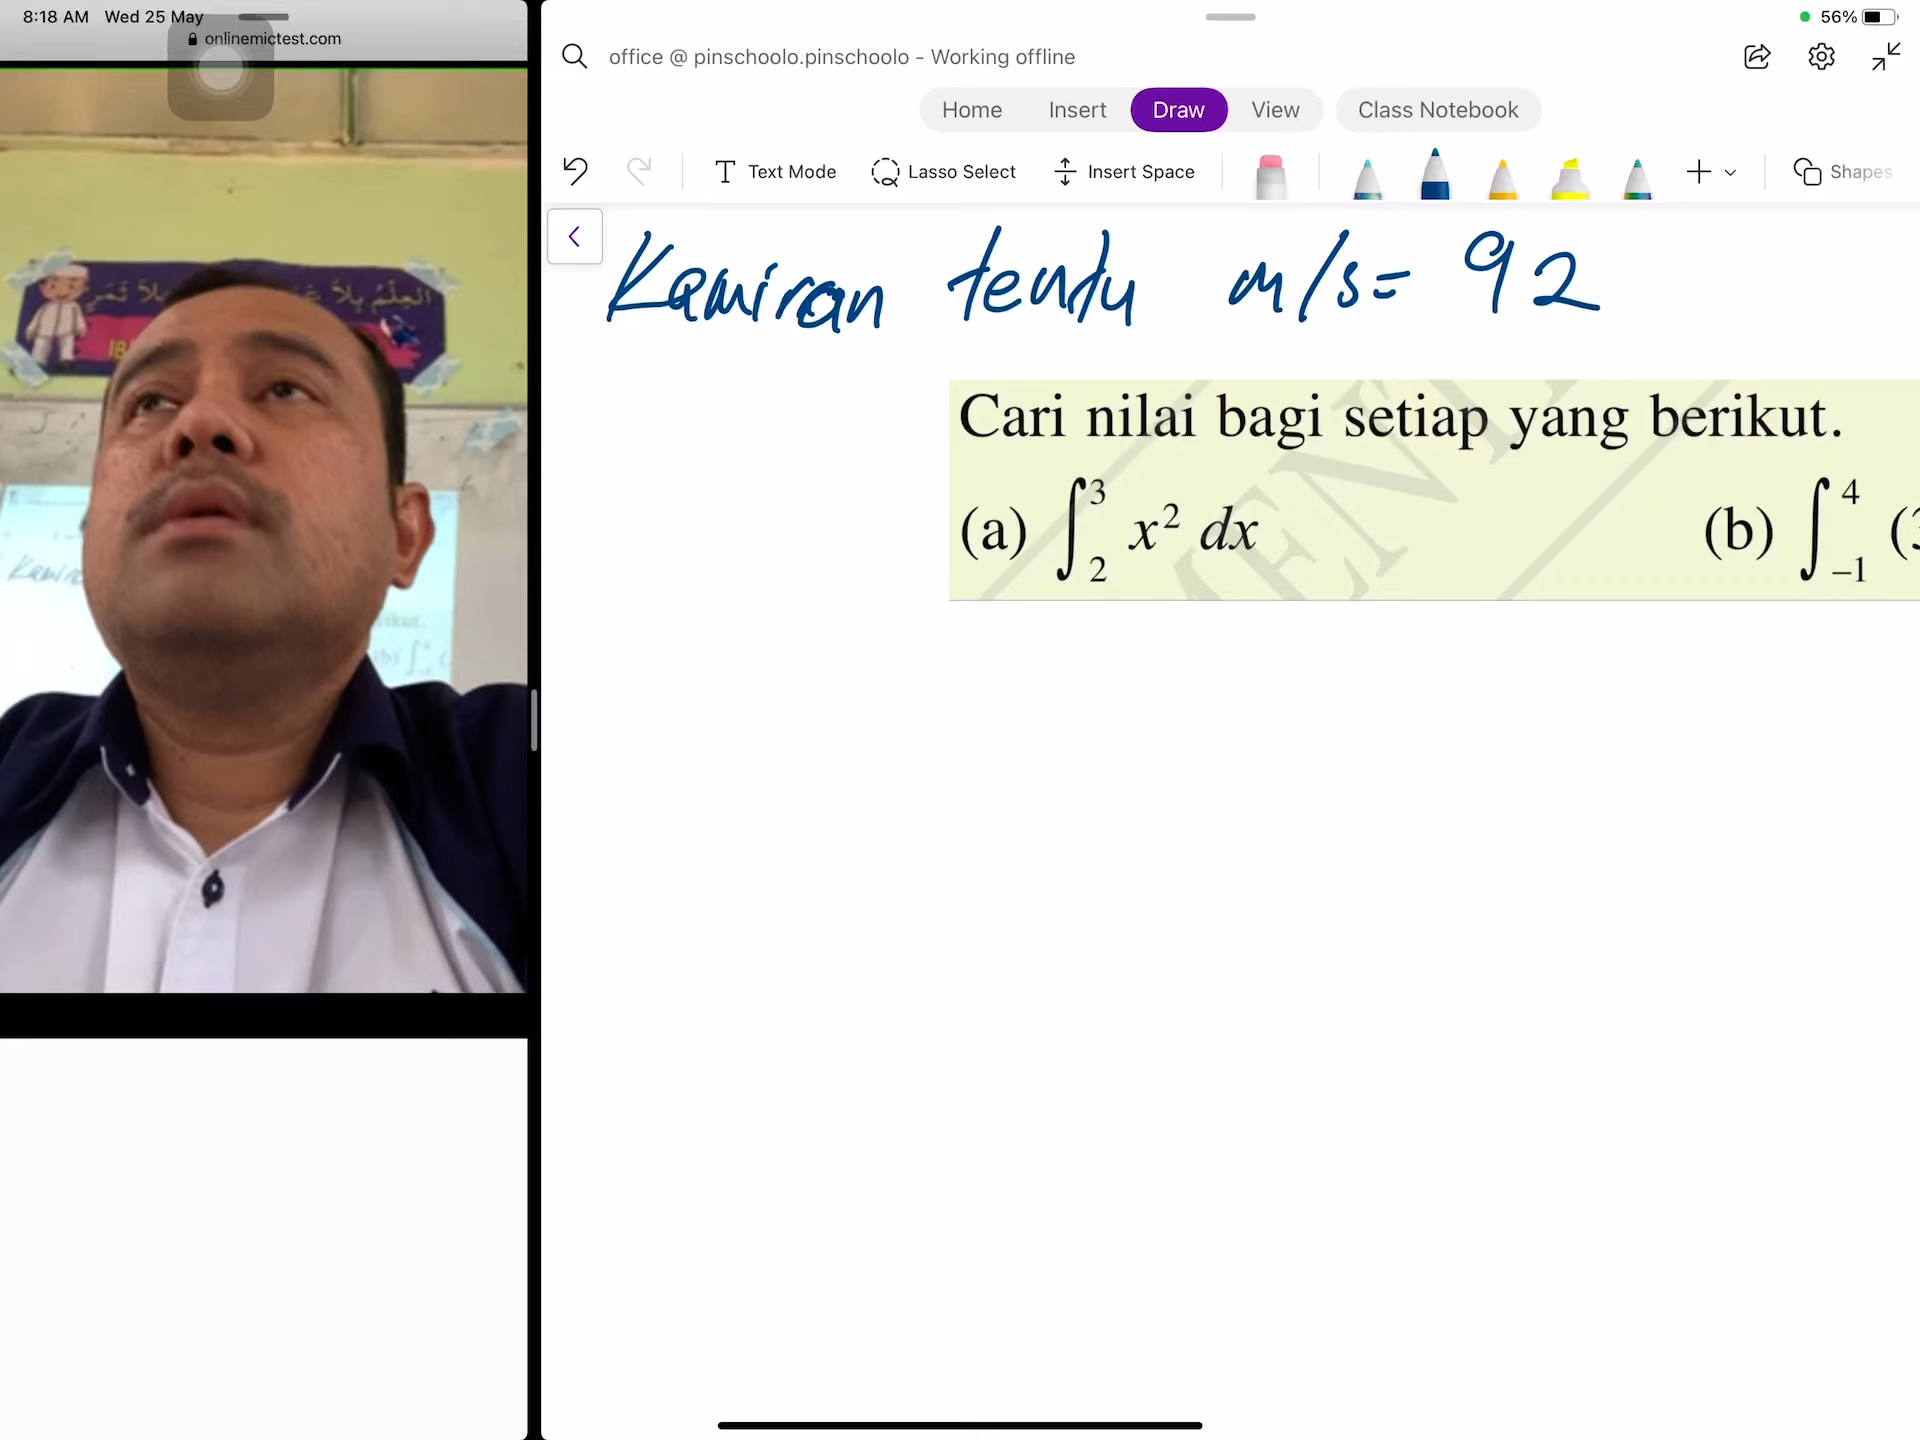 8:18 AM Wed 25 May
onlinemictest.com
56%
office @ pinschoolo.pinschoolo - Working offline
Home Insert Draw View Class Notebook
Text Mode Lasso Select Insert Space Shapes
Kamiran tentu m/s= 92
Cari nilai bagi setiap yang berikut.
(a) ∫₂³ x² dx (b) ∫₋₁⁴ (3